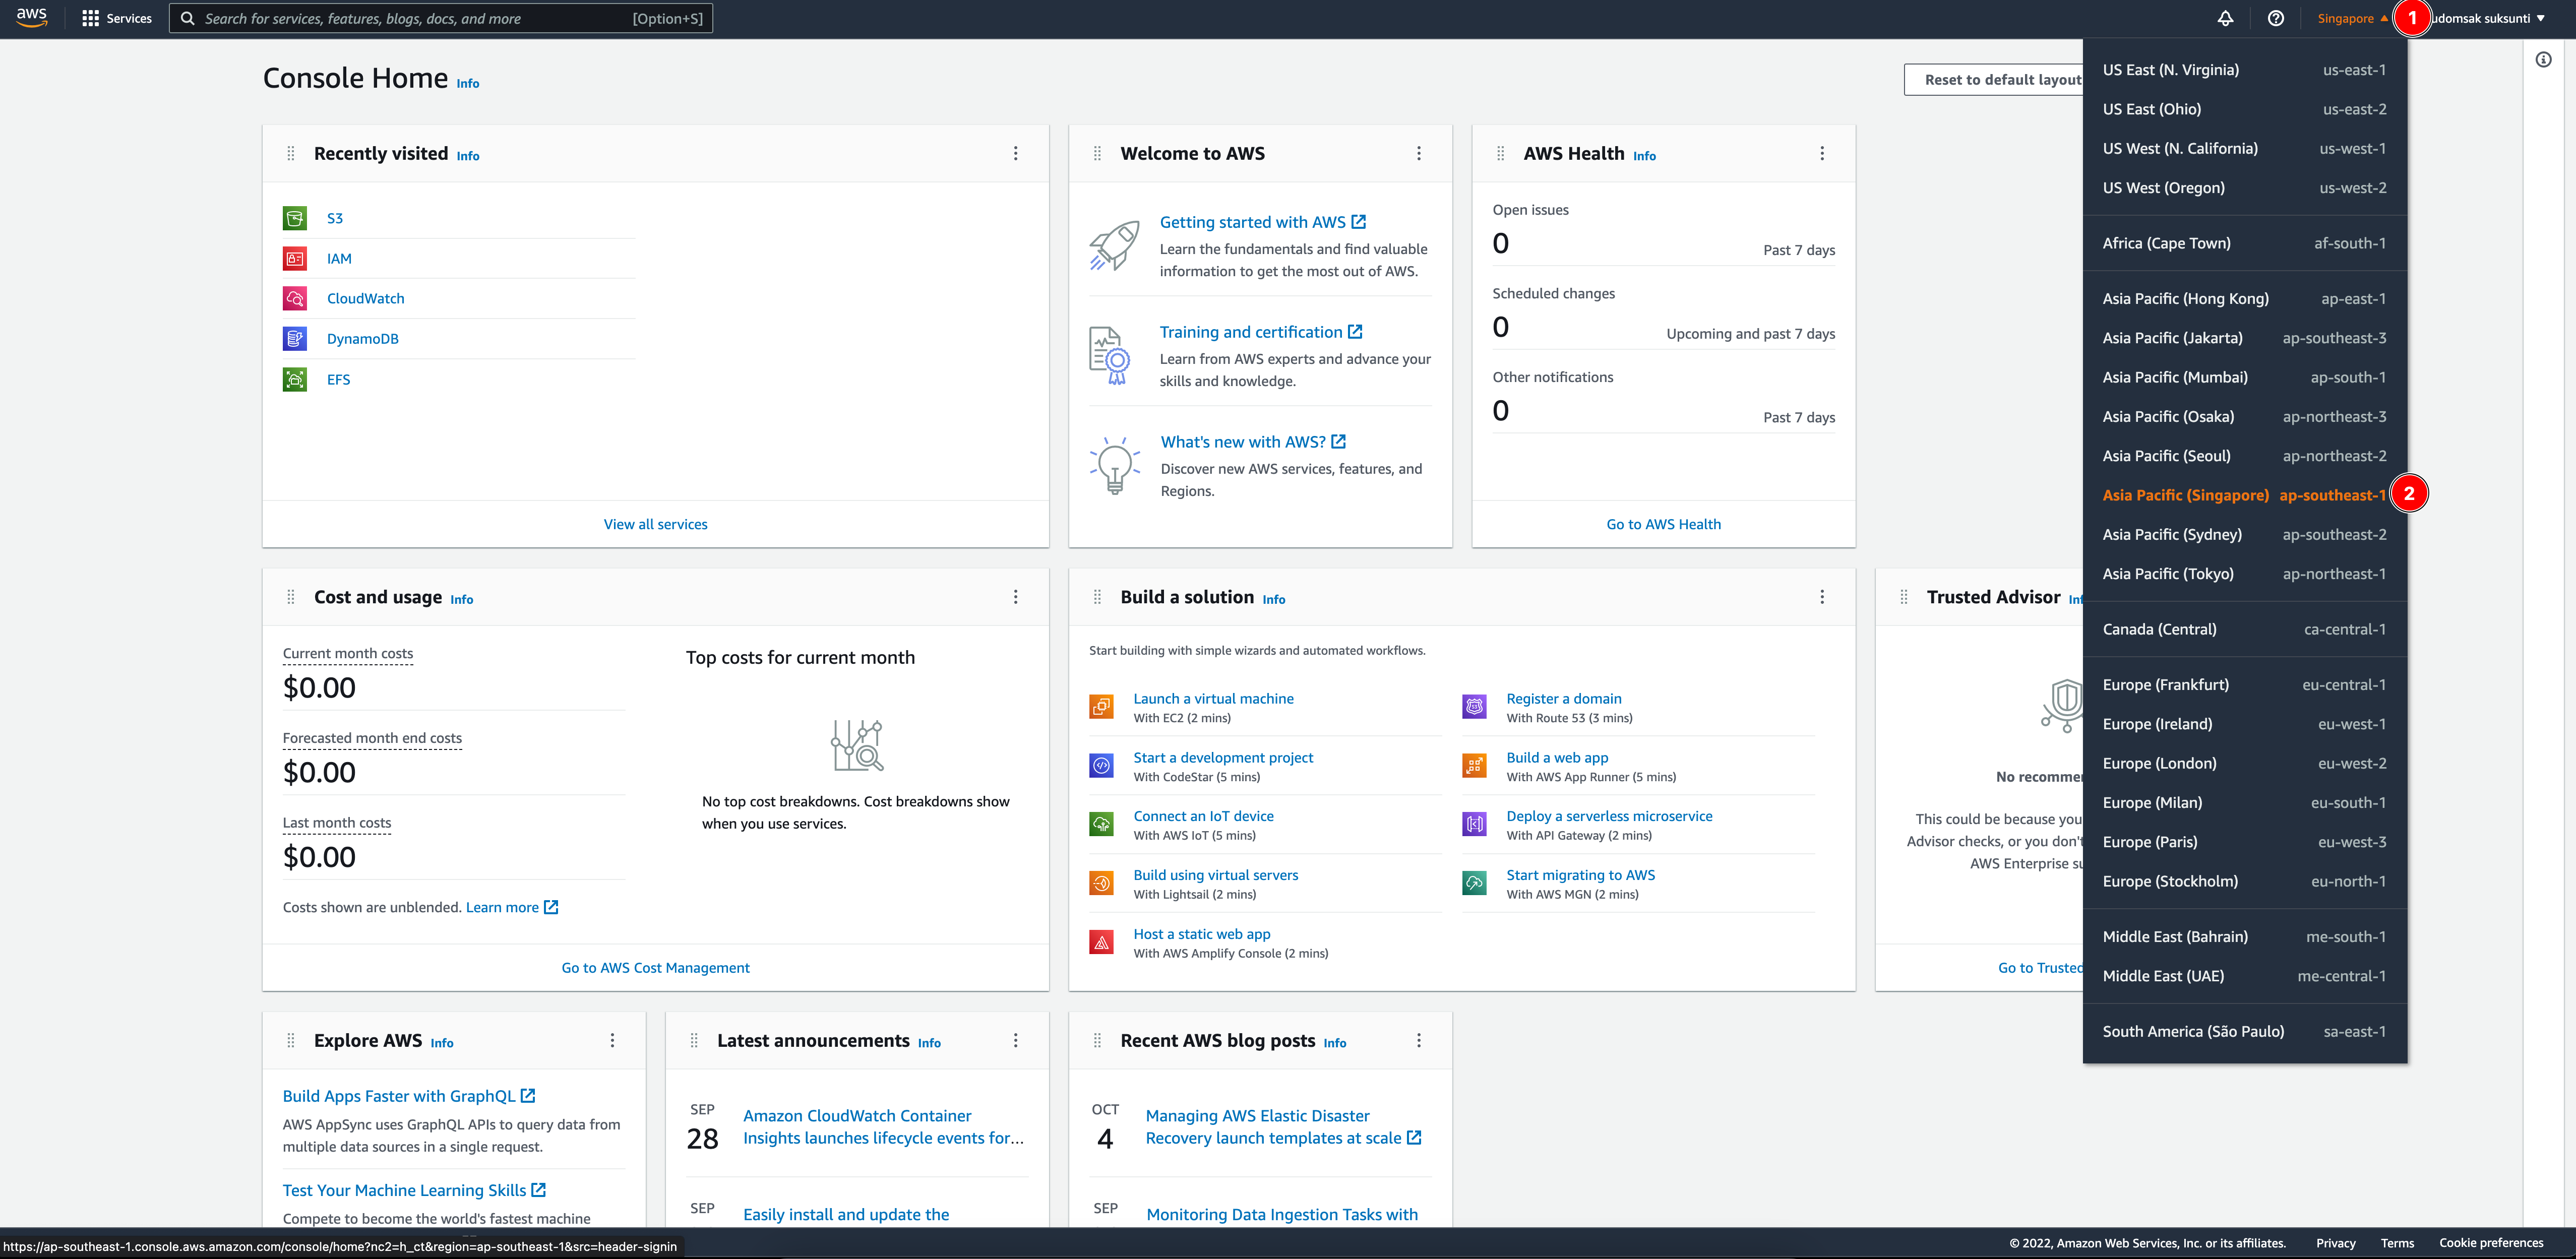 aws
Services
Search for services, features, blogs, docs, and more
[Option+S]
Singapore
1
udomsak suksunti
Console Home Info
Reset to default layout
Recently visited Info
S3
IAM
CloudWatch
DynamoDB
EFS
View all services
Welcome to AWS
Getting started with AWS
Learn the fundamentals and find valuable
information to get the most out of AWS.
Training and certification
Learn from AWS experts and advance your
skills and knowledge.
What's new with AWS?
Discover new AWS services, features, and
Regions.
AWS Health Info
Open issues
0 Past 7 days
Scheduled changes
0 Upcoming and past 7 days
Other notifications
0 Past 7 days
Go to AWS Health
US East (N. Virginia) us-east-1
US East (Ohio) us-east-2
US West (N. California) us-west-1
US West (Oregon) us-west-2
Africa (Cape Town) af-south-1
Asia Pacific (Hong Kong) ap-east-1
Asia Pacific (Jakarta) ap-southeast-3
Asia Pacific (Mumbai) ap-south-1
Asia Pacific (Osaka) ap-northeast-3
Asia Pacific (Seoul) ap-northeast-2
Asia Pacific (Singapore) ap-southeast-1
2
Asia Pacific (Sydney) ap-southeast-2
Asia Pacific (Tokyo) ap-northeast-1
Canada (Central) ca-central-1
Europe (Frankfurt) eu-central-1
Europe (Ireland) eu-west-1
Europe (London) eu-west-2
Europe (Milan) eu-south-1
Europe (Paris) eu-west-3
Europe (Stockholm) eu-north-1
Middle East (Bahrain) me-south-1
Middle East (UAE) me-central-1
South America (São Paulo) sa-east-1
Cost and usage Info
Current month costs
$0.00
Forecasted month end costs
$0.00
Last month costs
$0.00
Costs shown are unblended. Learn more
Top costs for current month
No top cost breakdowns. Cost breakdowns show
when you use services.
Go to AWS Cost Management
Build a solution Info
Start building with simple wizards and automated workflows.
Launch a virtual machine
With EC2 (2 mins)
Start a development project
With CodeStar (5 mins)
Connect an IoT device
With AWS IoT (5 mins)
Build using virtual servers
With Lightsail (2 mins)
Host a static web app
With AWS Amplify Console (2 mins)
Register a domain
With Route 53 (3 mins)
Build a web app
With AWS App Runner (5 mins)
Deploy a serverless microservice
With API Gateway (2 mins)
Start migrating to AWS
With AWS MGN (2 mins)
Trusted Advisor Inf
No recomme
This could be because you
Advisor checks, or you don't
AWS Enterprise su
Go to Trusted
Explore AWS Info
Build Apps Faster with GraphQL
AWS AppSync uses GraphQL APIs to query data from
multiple data sources in a single request.
Test Your Machine Learning Skills
Compete to become the world's fastest machine
Latest announcements Info
SEP
28
Amazon CloudWatch Container
Insights launches lifecycle events for...
SEP
Easily install and update the
Recent AWS blog posts Info
OCT
4
Managing AWS Elastic Disaster
Recovery launch templates at scale
SEP
Monitoring Data Ingestion Tasks with
https://ap-southeast-1.console.aws.amazon.com/console/home?nc2=h_ct&region=ap-southeast-1&src=header-signin
© 2022, Amazon Web Services, Inc. or its affiliates. Privacy Terms Cookie preferences